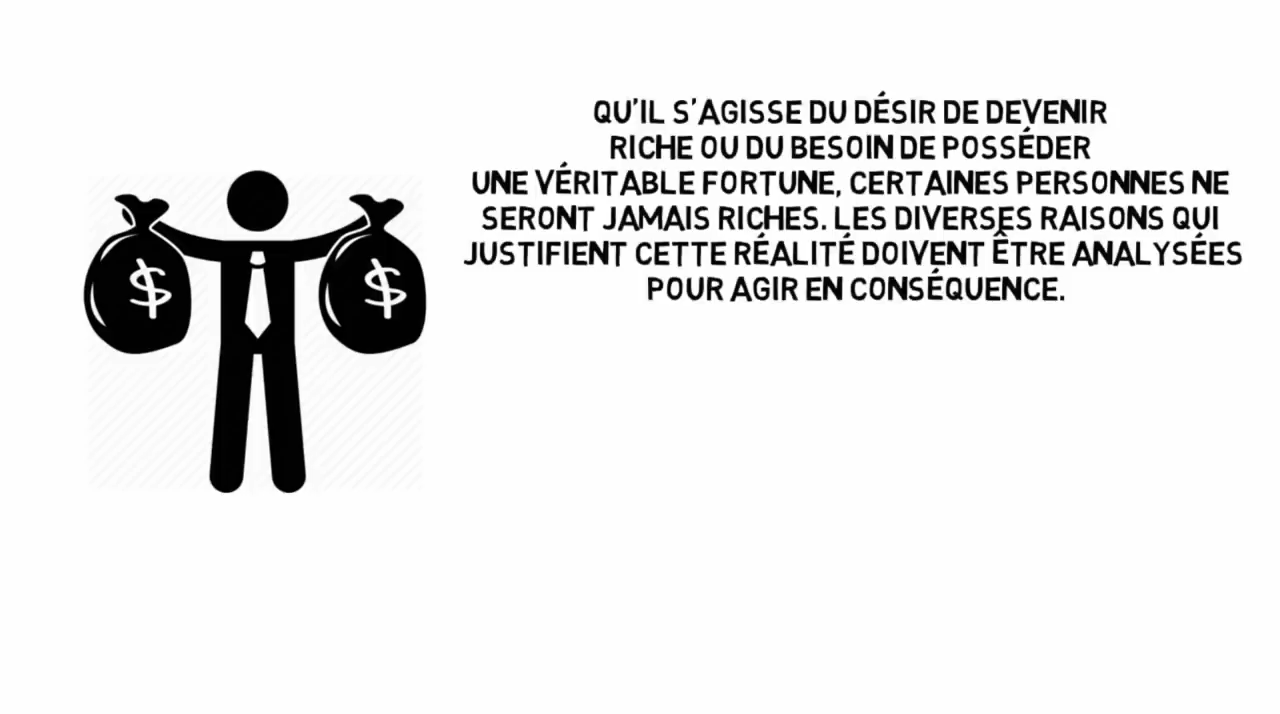 QU'IL S'AGISSE DU DÉSIR DE DEVENIR
RICHE OU DU BESOIN DE POSSÉDER
UNE VÉRITABLE FORTUNE, CERTAINES PERSONNES NE
SERONT JAMAIS RICHES. LES DIVERSES RAISONS QUI
JUSTIFIENT CETTE RÉALITÉ DOIVENT ÊTRE ANALYSÉES
POUR AGIR EN CONSÉQUENCE.
$ $